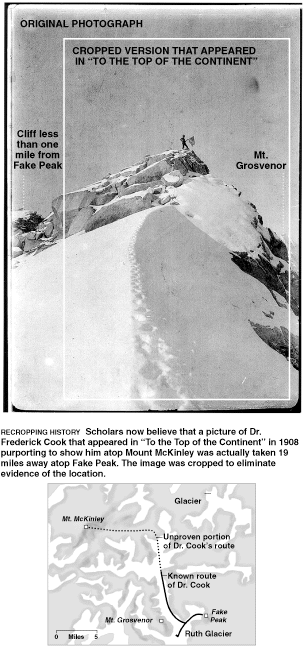 ORIGINAL PHOTOGRAPH
CROPPED VERSION THAT APPEARED
IN “TO THE TOP OF THE CONTINENT”
Cliff less
than one
mile from
Fake Peak
Mt.
Grosvenor
RECROPPING HISTORY Scholars now believe that a picture of Dr.
Frederick Cook that appeared in “To the Top of the Continent” in 1908
purporting to show him atop Mount McKinley was actually taken 19
miles away atop Fake Peak. The image was cropped to eliminate
evidence of the location.
Glacier
Mt. McKinley
Unproven portion
of Dr. Cook's route
Known route
of Dr. Cook
Mt. Grosvenor
Fake
Peak
0 Miles 5
Ruth Glacier